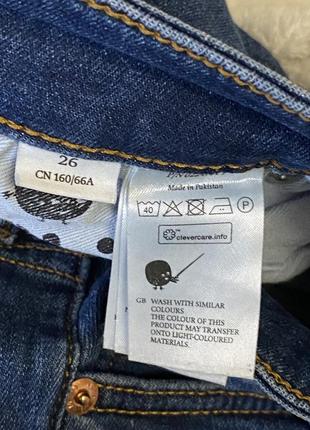 26
CN 160/66A
Made in Pakistan
40
P
clevercare.info
GB WASH WITH SIMILAR
COLOURS
THE COLOUR OF THIS
PRODUCT MAY TRANSFER
ONTO LIGHT-COLOURED
MATERIALS.